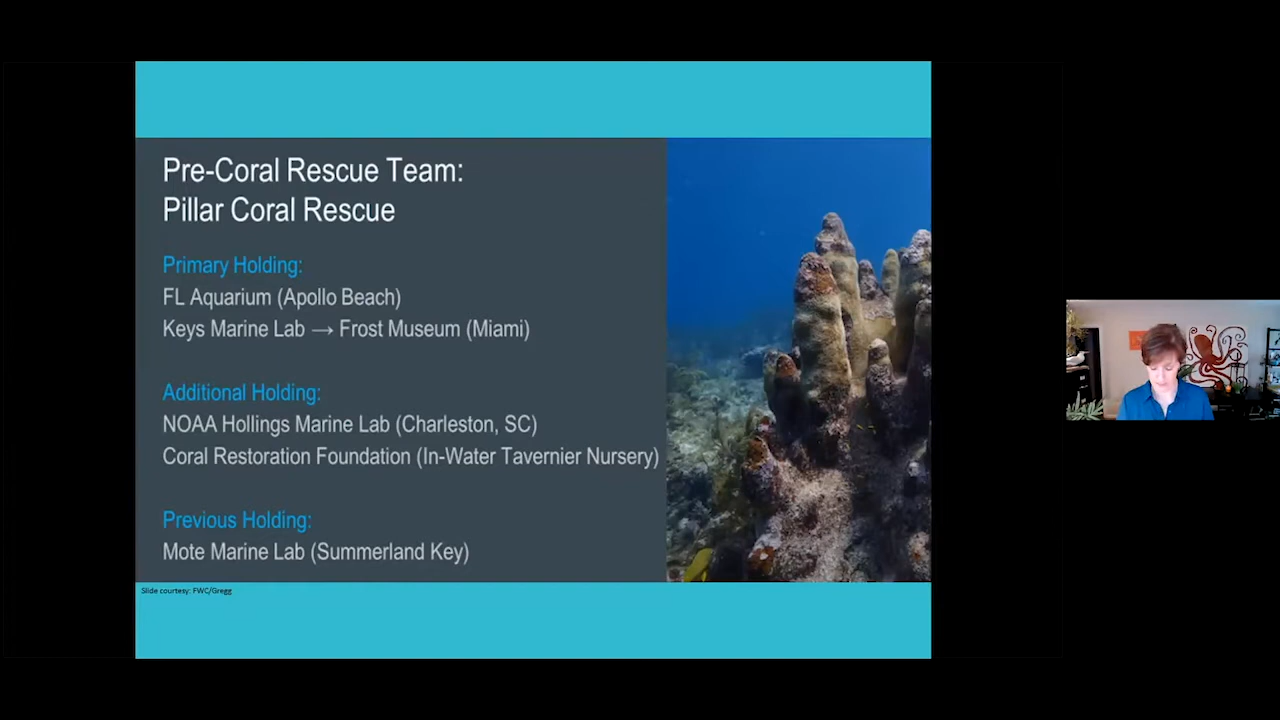 Pre-Coral Rescue Team:
Pillar Coral Rescue
Primary Holding:
FL Aquarium (Apollo Beach)
Keys Marine Lab → Frost Museum (Miami)
Additional Holding:
NOAA Hollings Marine Lab (Charleston, SC)
Coral Restoration Foundation (In-Water Tavernier Nursery)
Previous Holding:
Mote Marine Lab (Summerland Key)
Slide courtesy: FWC/Gregg